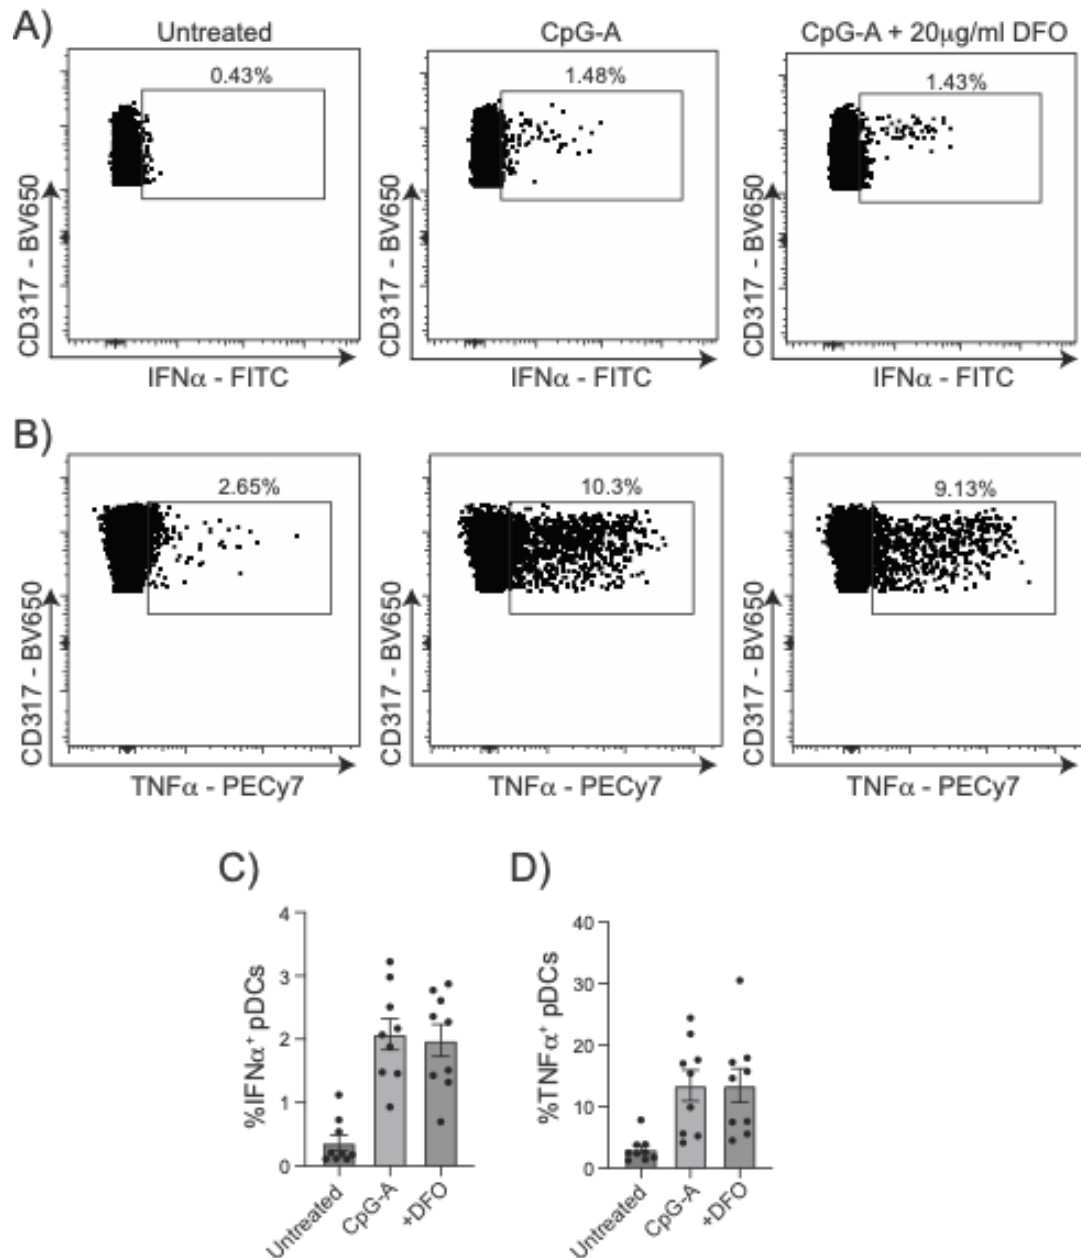 A)
Untreated
CpG-A
CpG-A + 20μg/ml DFO
0.43%
1.48%
1.43%
CD317 - BV650
CD317 - BV650
CD317 - BV650
IFNα - FITC
IFNα - FITC
IFNα - FITC
B)
2.65%
10.3%
9.13%
CD317 - BV650
CD317 - BV650
CD317 - BV650
TNFα - PECy7
TNFα - PECy7
TNFα - PECy7
C)
%IFNα⁺ pDCs
4
3
2
1
0
Untreated
CpG-A
+DFO
D)
%TNFα⁺ pDCs
40
30
20
10
0
Untreated
CpG-A
+DFO